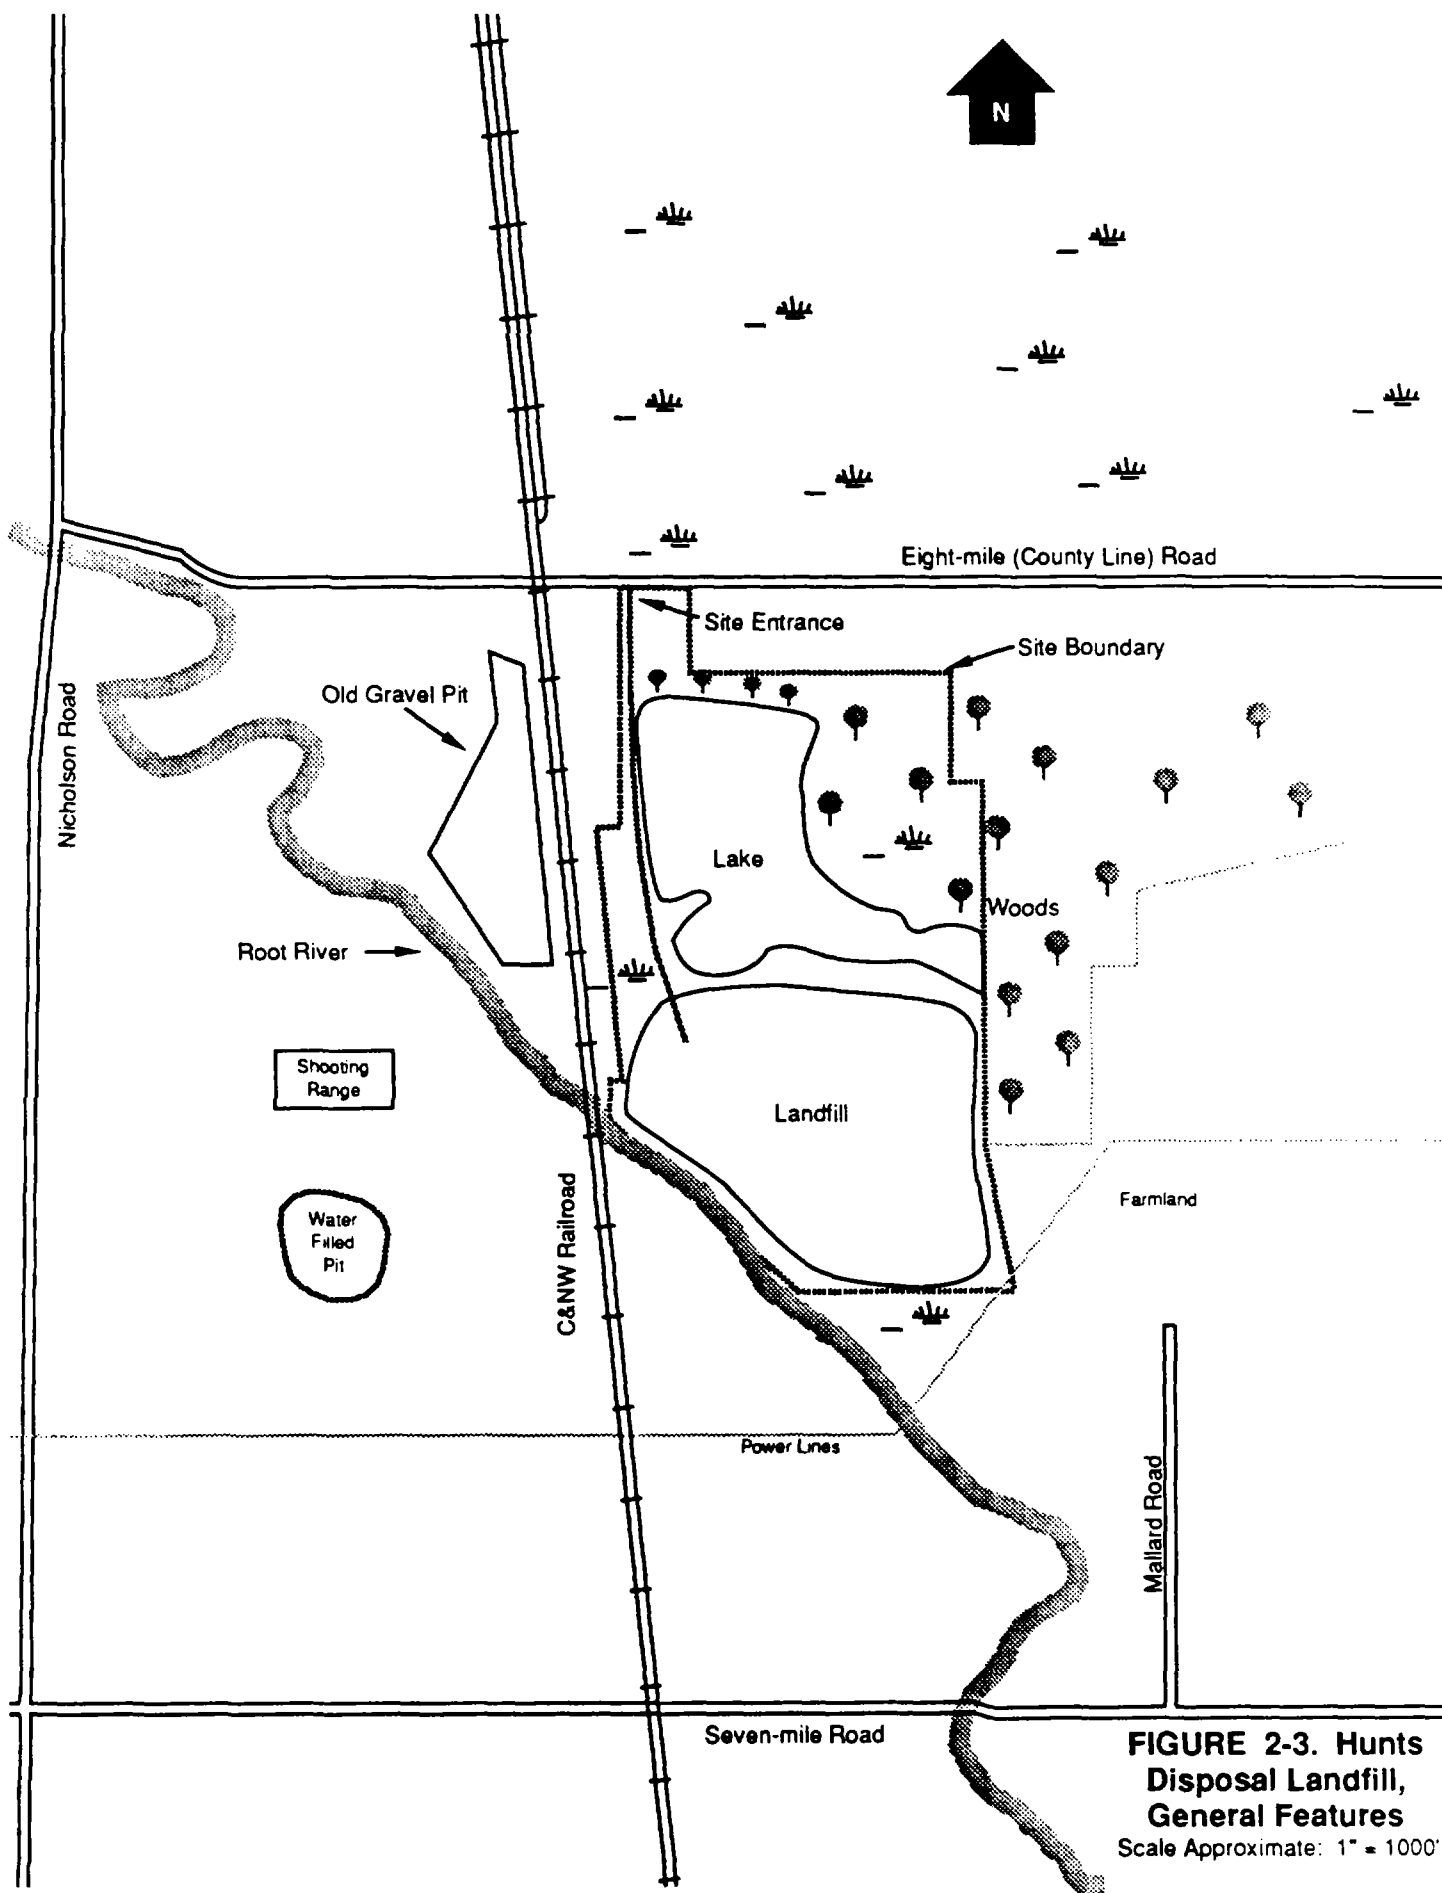 N
Eight-mile (County Line) Road
Site Entrance
Site Boundary
Old Gravel Pit
Nicholson Road
Lake
Woods
Root River
Shooting
Range
Landfill
Water
Filled
Pit
C&NW Railroad
Farmland
Power Lines
Mallard Road
Seven-mile Road
FIGURE 2-3. Hunts
Disposal Landfill,
General Features
Scale Approximate: 1" = 1000'